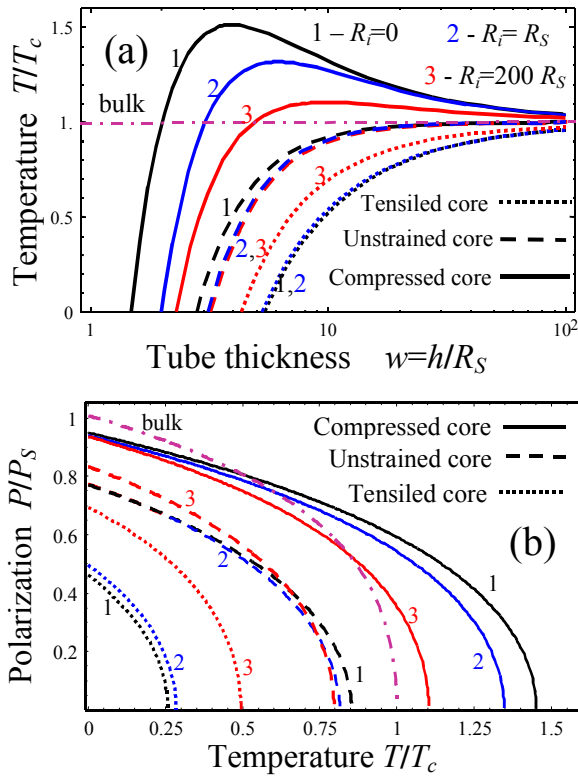 (a)
1 – R_i=0
2 - R_i= R_S
3 - R_i=200 R_S
Temperature T/T_c
1.5
1
0.5
0
bulk
1
2
3
1
2,3
3
1,2
Tensiled core
Unstrained core
Compressed core
1
10
10^2
Tube thickness w=h/R_S
(b)
Polarization P/P_S
1
0.8
0.6
0.4
0.2
bulk
Compressed core
Unstrained core
Tensiled core
3
2
1
2
3
1
3
2
1
0
0.25
0.5
0.75
1
1.25
1.5
Temperature T/T_c